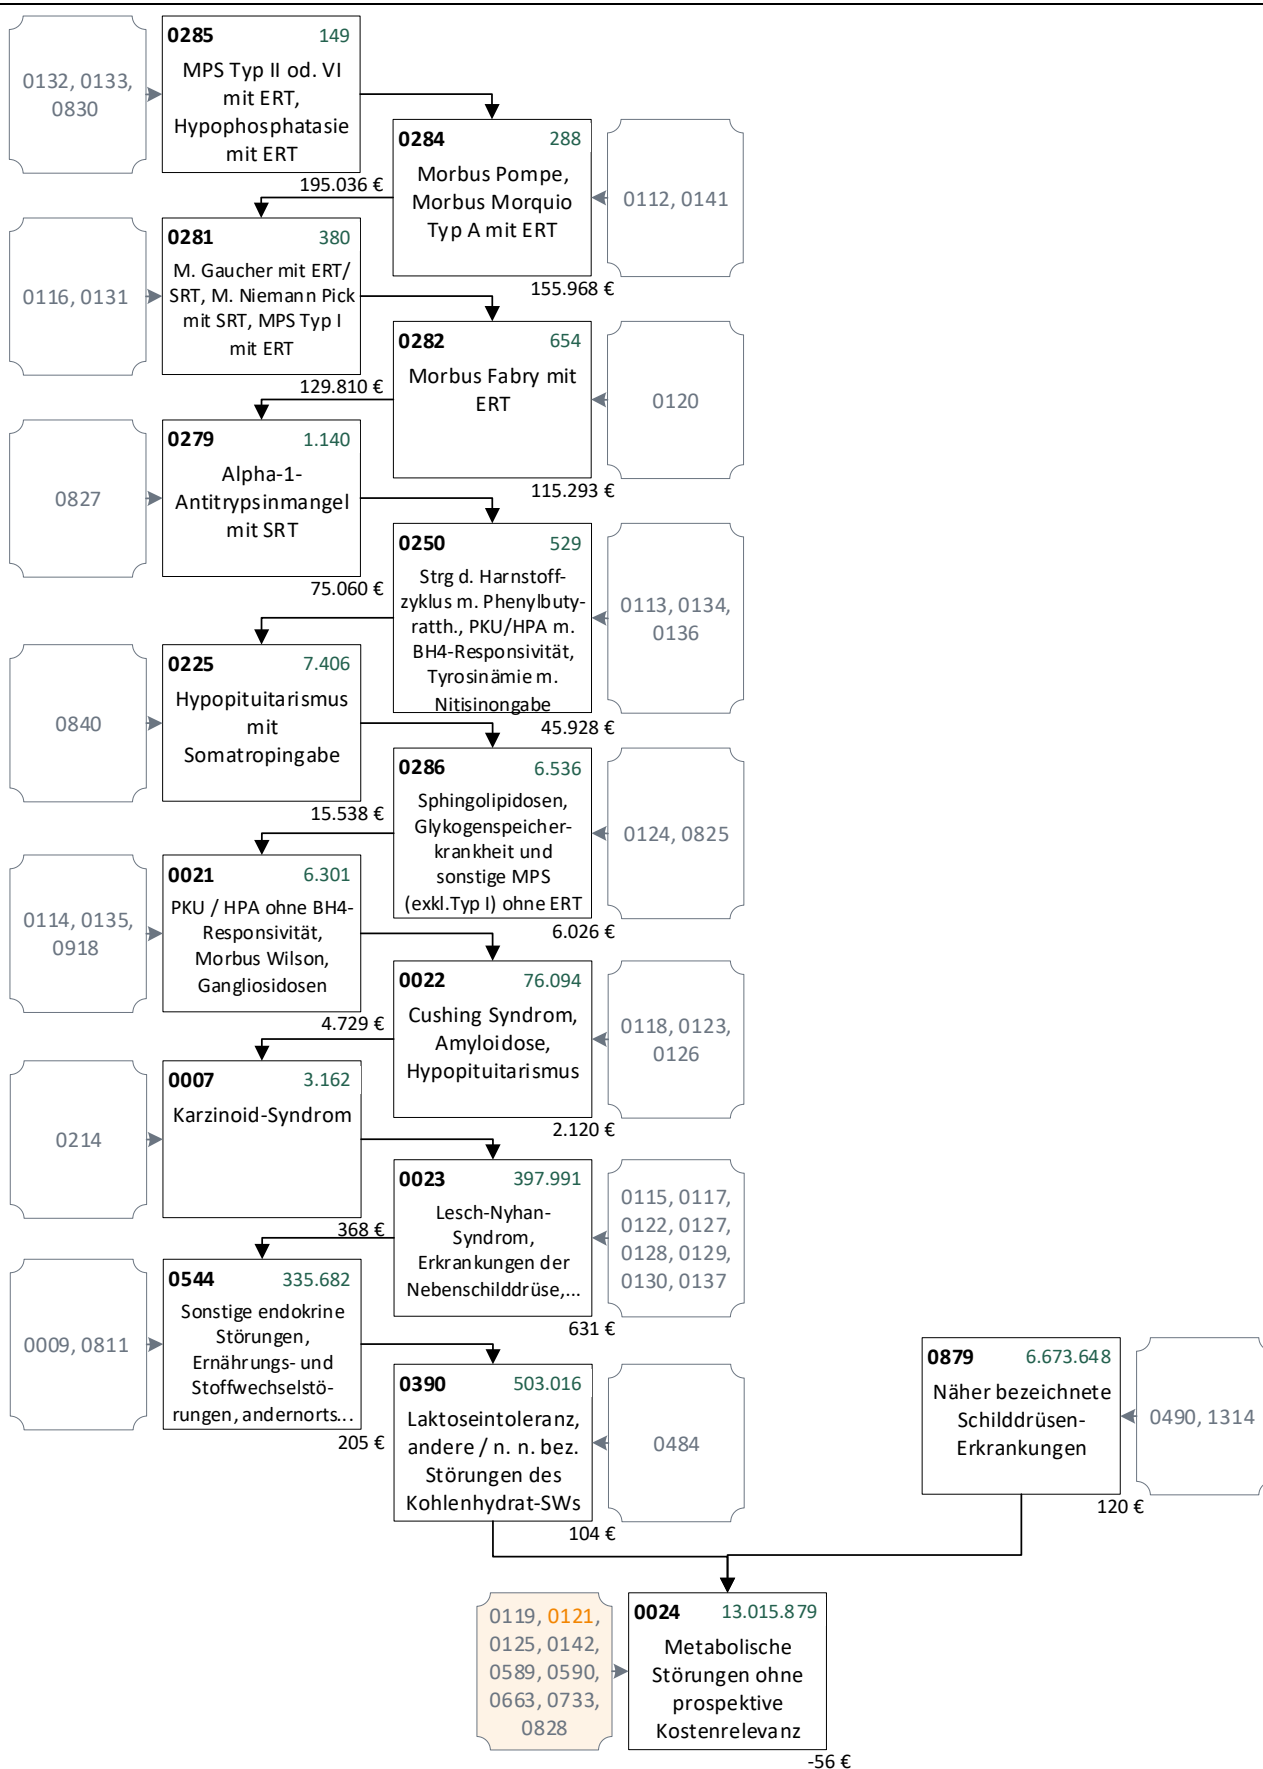 0132, 0133,
0830
0285 149
MPS Typ II od. VI
mit ERT,
Hypophosphatasie
mit ERT
195.036 €
0284 288
Morbus Pompe,
Morbus Morquio
Typ A mit ERT
155.968 €
0112, 0141
0116, 0131
0281 380
M. Gaucher mit ERT/
SRT, M. Niemann Pick
mit SRT, MPS Typ I
mit ERT
129.810 €
0282 654
Morbus Fabry mit
ERT
115.293 €
0120
0827
0279 1.140
Alpha-1-
Antitrypsinmangel
mit SRT
75.060 €
0250 529
Strg d. Harnstoff-
zyklus m. Phenylbuty-
ratth., PKU/HPA m.
BH4-Responsivität,
Tyrosinämie m.
Nitisinongabe
45.928 €
0113, 0134,
0136
0840
0225 7.406
Hypopituitarismus
mit
Somatropingabe
15.538 €
0286 6.536
Sphingolipidosen,
Glykogenspeicher-
krankheit und
sonstige MPS
(exkl.Typ I) ohne ERT
6.026 €
0124, 0825
0114, 0135,
0918
0021 6.301
PKU / HPA ohne BH4-
Responsivität,
Morbus Wilson,
Gangliosidosen
4.729 €
0022 76.094
Cushing Syndrom,
Amyloidose,
Hypopituitarismus
2.120 €
0118, 0123,
0126
0214
0007 3.162
Karzinoid-Syndrom
368 €
0023 397.991
Lesch-Nyhan-
Syndrom,
Erkrankungen der
Nebenschilddrüse,...
631 €
0115, 0117,
0122, 0127,
0128, 0129,
0130, 0137
0009, 0811
0544 335.682
Sonstige endokrine
Störungen,
Ernährungs- und
Stoffwechselstö-
rungen, andernorts...
205 €
0390 503.016
Laktoseintoleranz,
andere / n. n. bez.
Störungen des
Kohlenhydrat-SWs
104 €
0484
0879 6.673.648
Näher bezeichnete
Schilddrüsen-
Erkrankungen
120 €
0490, 1314
0119, 0121,
0125, 0142,
0589, 0590,
0663, 0733,
0828
0024 13.015.879
Metabolische
Störungen ohne
prospektive
Kostenrelevanz
-56 €